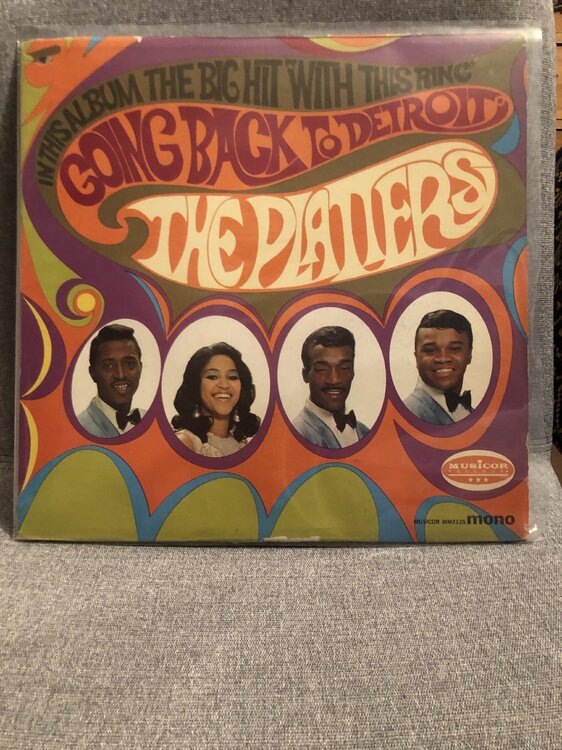 IN THIS ALBUM THE BIG HIT "WITH THIS RING"
GOING BACK TO DETROIT
THE PLATTERS
MUSICOR
RECORDS
MUSICOR MM2125 mono